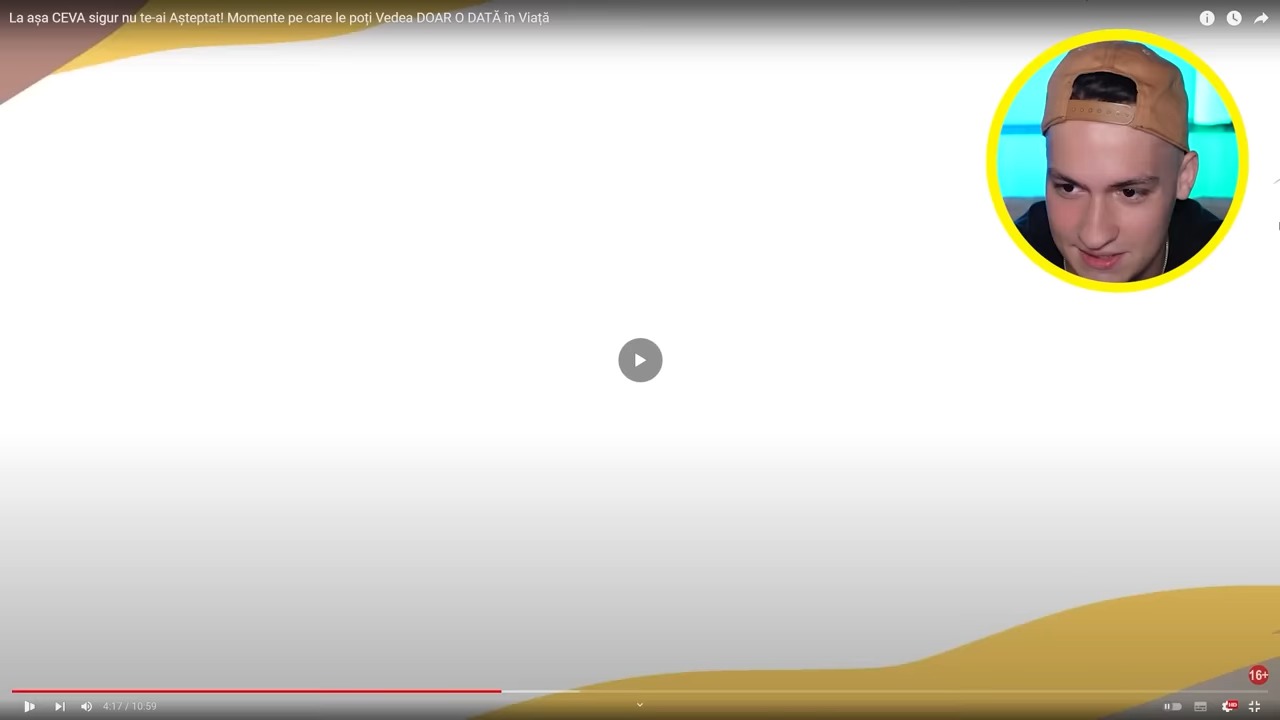 La așa CEVA sigur nu te-ai Așteptat! Momente pe care le poți Vedea DOAR O DATĂ în Viață
16+
4:17 / 10:59
HD